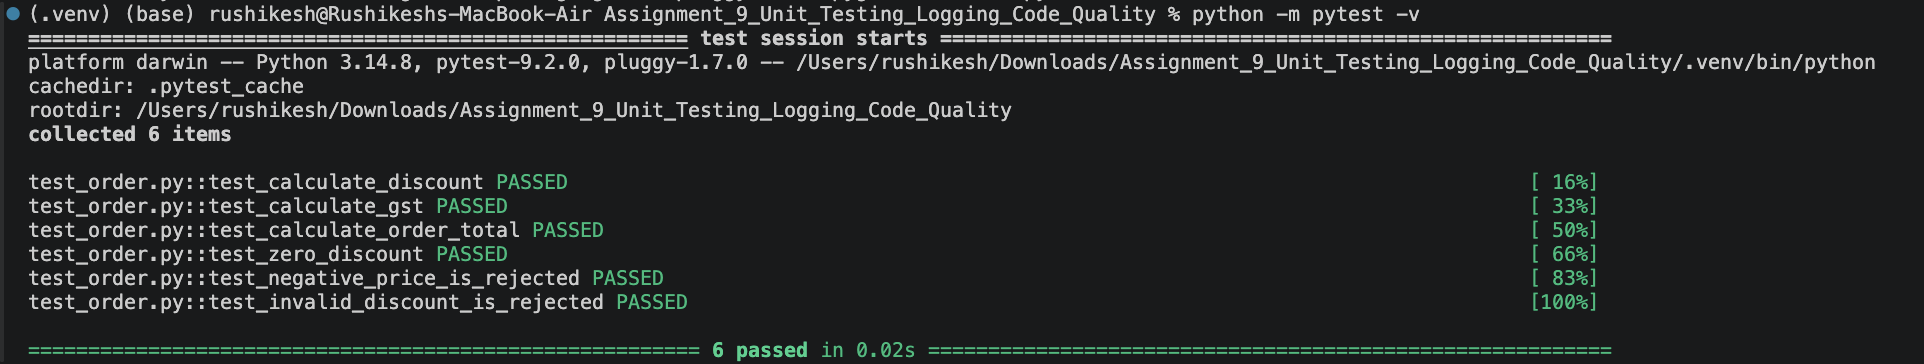 (.venv) (base) rushikesh@Rushikeshs-MacBook-Air Assignment_9_Unit_Testing_Logging_Code_Quality % python -m pytest -v
======================================================= test session starts ========================================================
platform darwin -- Python 3.14.8, pytest-9.2.0, pluggy-1.7.0 -- /Users/rushikesh/Downloads/Assignment_9_Unit_Testing_Logging_Code_Quality/.venv/bin/python
cachedir: .pytest_cache
rootdir: /Users/rushikesh/Downloads/Assignment_9_Unit_Testing_Logging_Code_Quality
collected 6 items
test_order.py::test_calculate_discount PASSED [ 16%]
test_order.py::test_calculate_gst PASSED [ 33%]
test_order.py::test_calculate_order_total PASSED [ 50%]
test_order.py::test_zero_discount PASSED [ 66%]
test_order.py::test_negative_price_is_rejected PASSED [ 83%]
test_order.py::test_invalid_discount_is_rejected PASSED [100%]
======================================================== 6 passed in 0.02s =========================================================